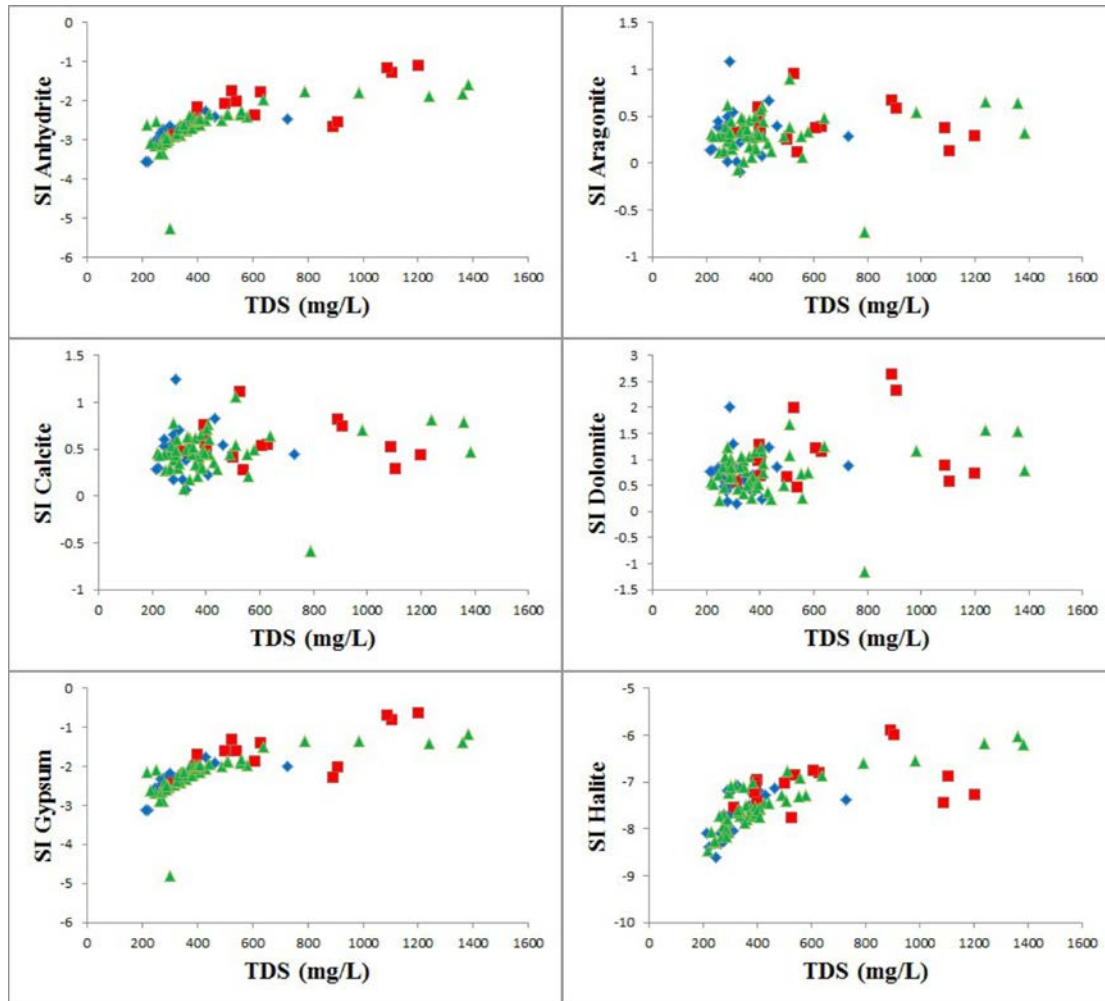 SI Anhydrite
0
-1
-2
-3
-4
-5
-6
0 200 400 600 800 1000 1200 1400 1600
TDS (mg/L)
SI Aragonite
1.5
1
0.5
0
-0.5
-1
0 200 400 600 800 1000 1200 1400 1600
TDS (mg/L)
SI Calcite
1.5
1
0.5
0
-0.5
-1
0 200 400 600 800 1000 1200 1400 1600
TDS (mg/L)
SI Dolomite
3
2.5
2
1.5
1
0.5
0
-0.5
-1
-1.5
0 200 400 600 800 1000 1200 1400 1600
TDS (mg/L)
SI Gypsum
0
-1
-2
-3
-4
-5
-6
0 200 400 600 800 1000 1200 1400 1600
TDS (mg/L)
SI Halite
-5
-6
-7
-8
-9
-10
0 200 400 600 800 1000 1200 1400 1600
TDS (mg/L)